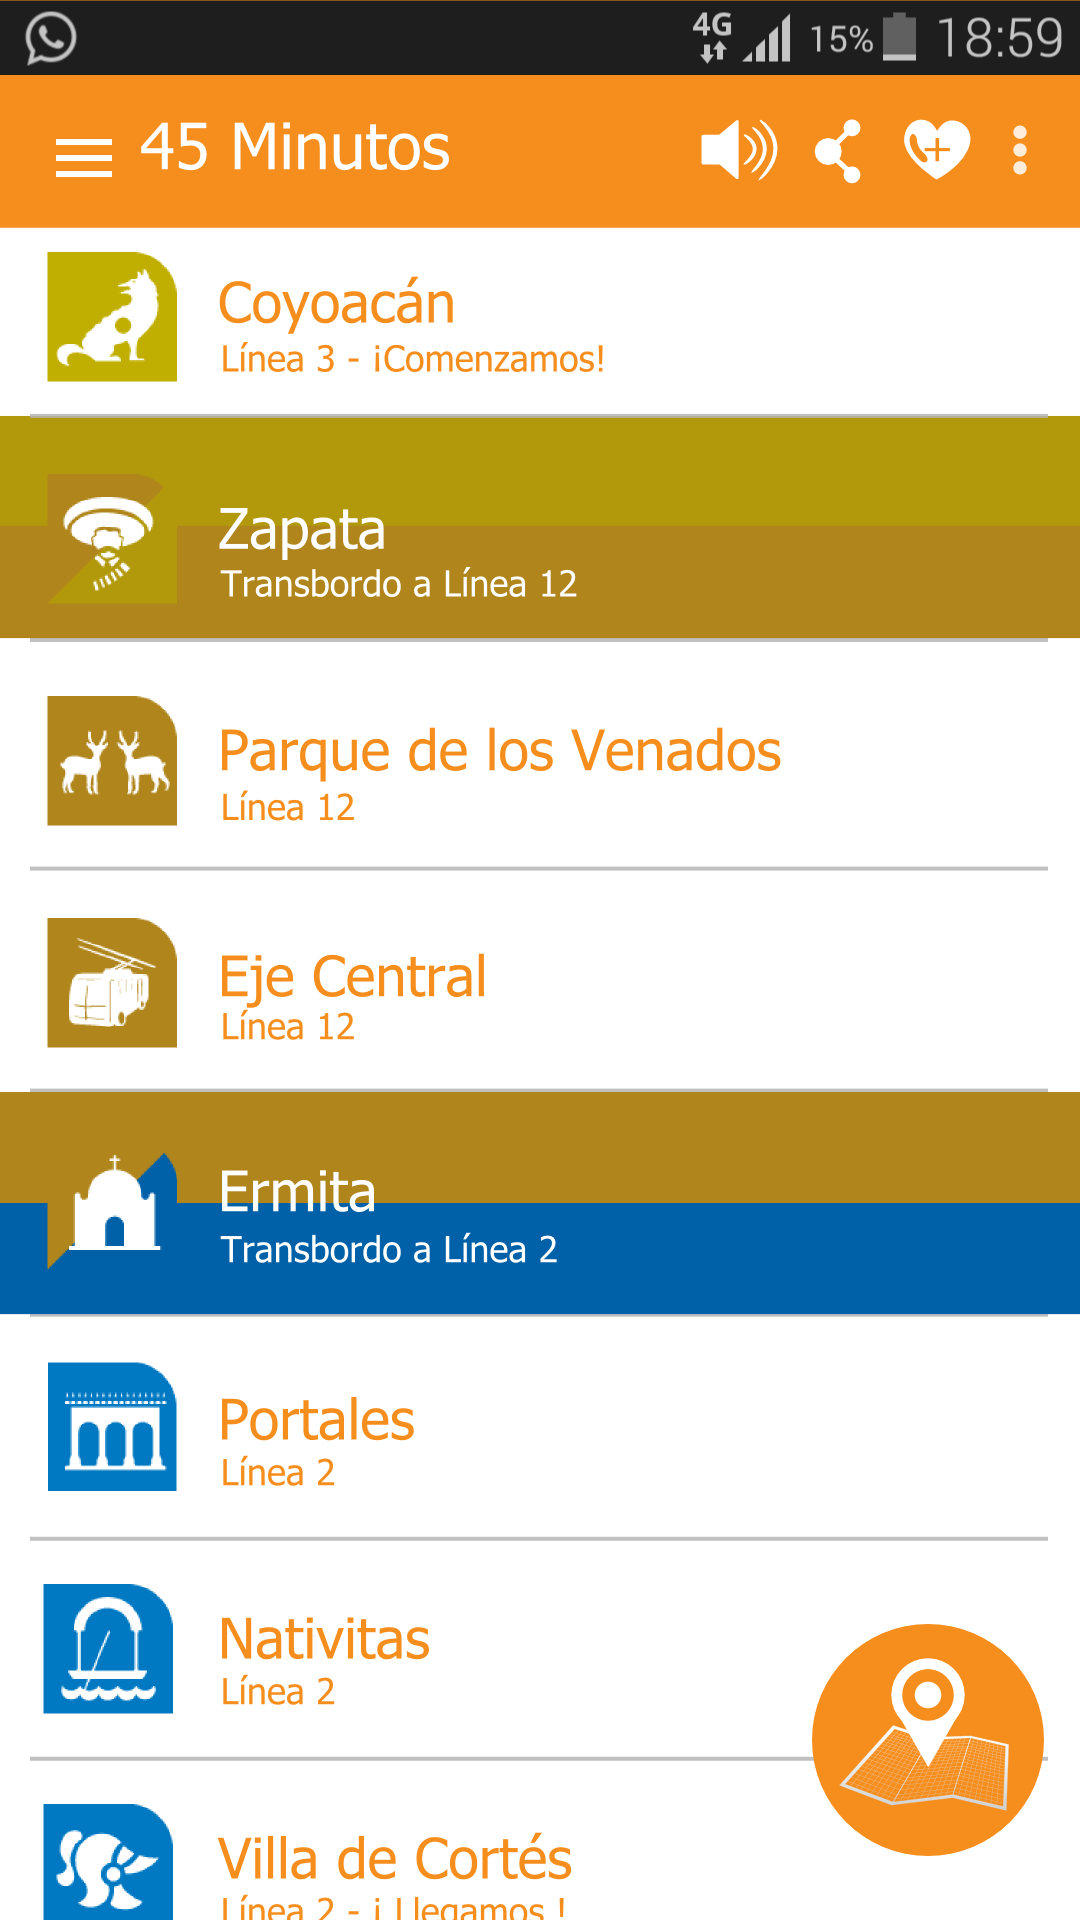 4G 15% 18:59
45 Minutos
Coyoacán
Línea 3 - ¡Comenzamos!
Zapata
Transbordo a Línea 12
Parque de los Venados
Línea 12
Eje Central
Línea 12
Ermita
Transbordo a Línea 2
Portales
Línea 2
Nativitas
Línea 2
Villa de Cortés
Línea 2 - ¡ Llegamos !